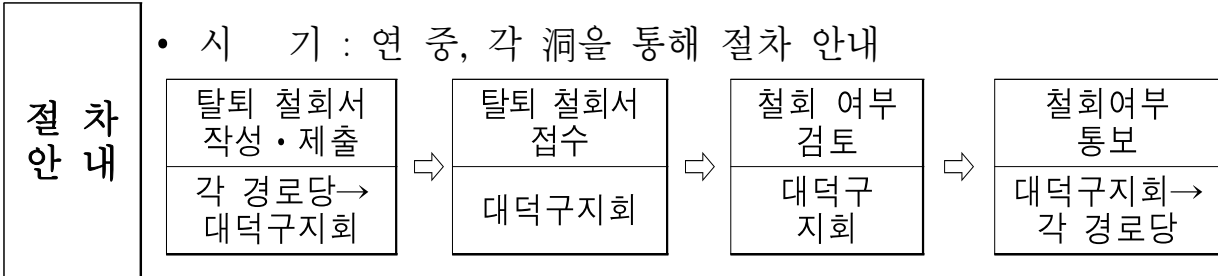 절 차
안 내
• 시 기 : 연 중, 각 洞을 통해 절차 안내
탈퇴 철회서
작성・제출
각 경로당→
대덕구지회
⇨
탈퇴 철회서
접수
대덕구지회
⇨
철회 여부
검토
대덕구
지회
⇨
철회여부
통보
대덕구지회→
각 경로당